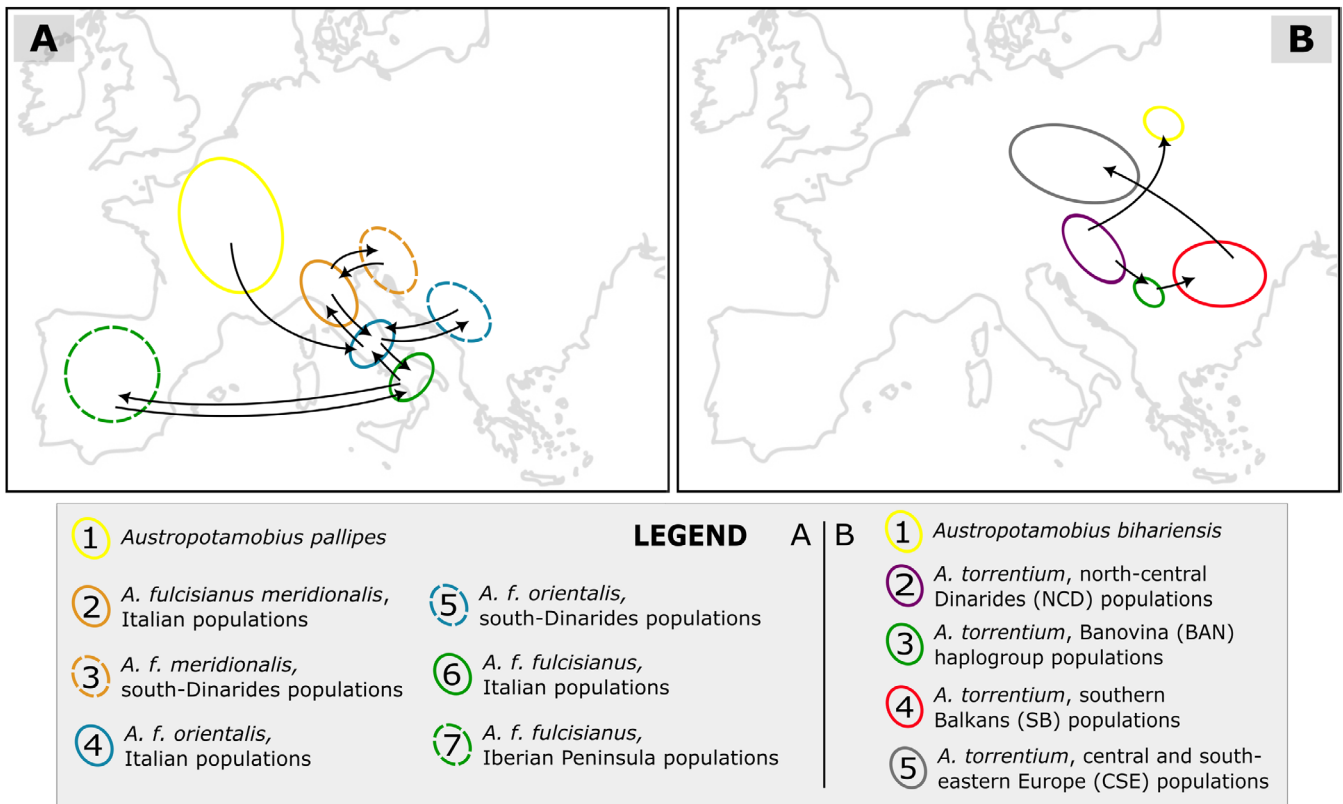 A
B
LEGEND A B
1 Austropotamobius pallipes
2 A. fulcisianus meridionalis,
Italian populations
3 A. f. meridionalis,
south-Dinarides populations
4 A. f. orientalis,
Italian populations
5 A. f. orientalis,
south-Dinarides populations
6 A. f. fulcisianus,
Italian populations
7 A. f. fulcisianus,
Iberian Peninsula populations
1 Austropotamobius bihariensis
2 A. torrentium, north-central
Dinarides (NCD) populations
3 A. torrentium, Banovina (BAN)
haplogroup populations
4 A. torrentium, southern
Balkans (SB) populations
5 A. torrentium, central and south-
eastern Europe (CSE) populations